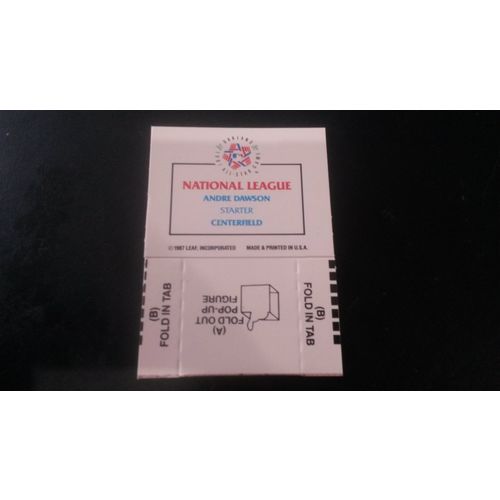 NATIONAL LEAGUE
ANDRE DAWSON
STARTER
CENTERFIELD
© 1987 LEAF, INCORPORATED MADE & PRINTED IN U.S.A.
(B)
FOLD IN TAB
(A)
FOLD OUT
POP-UP
FIGURE
(B)
FOLD IN TAB